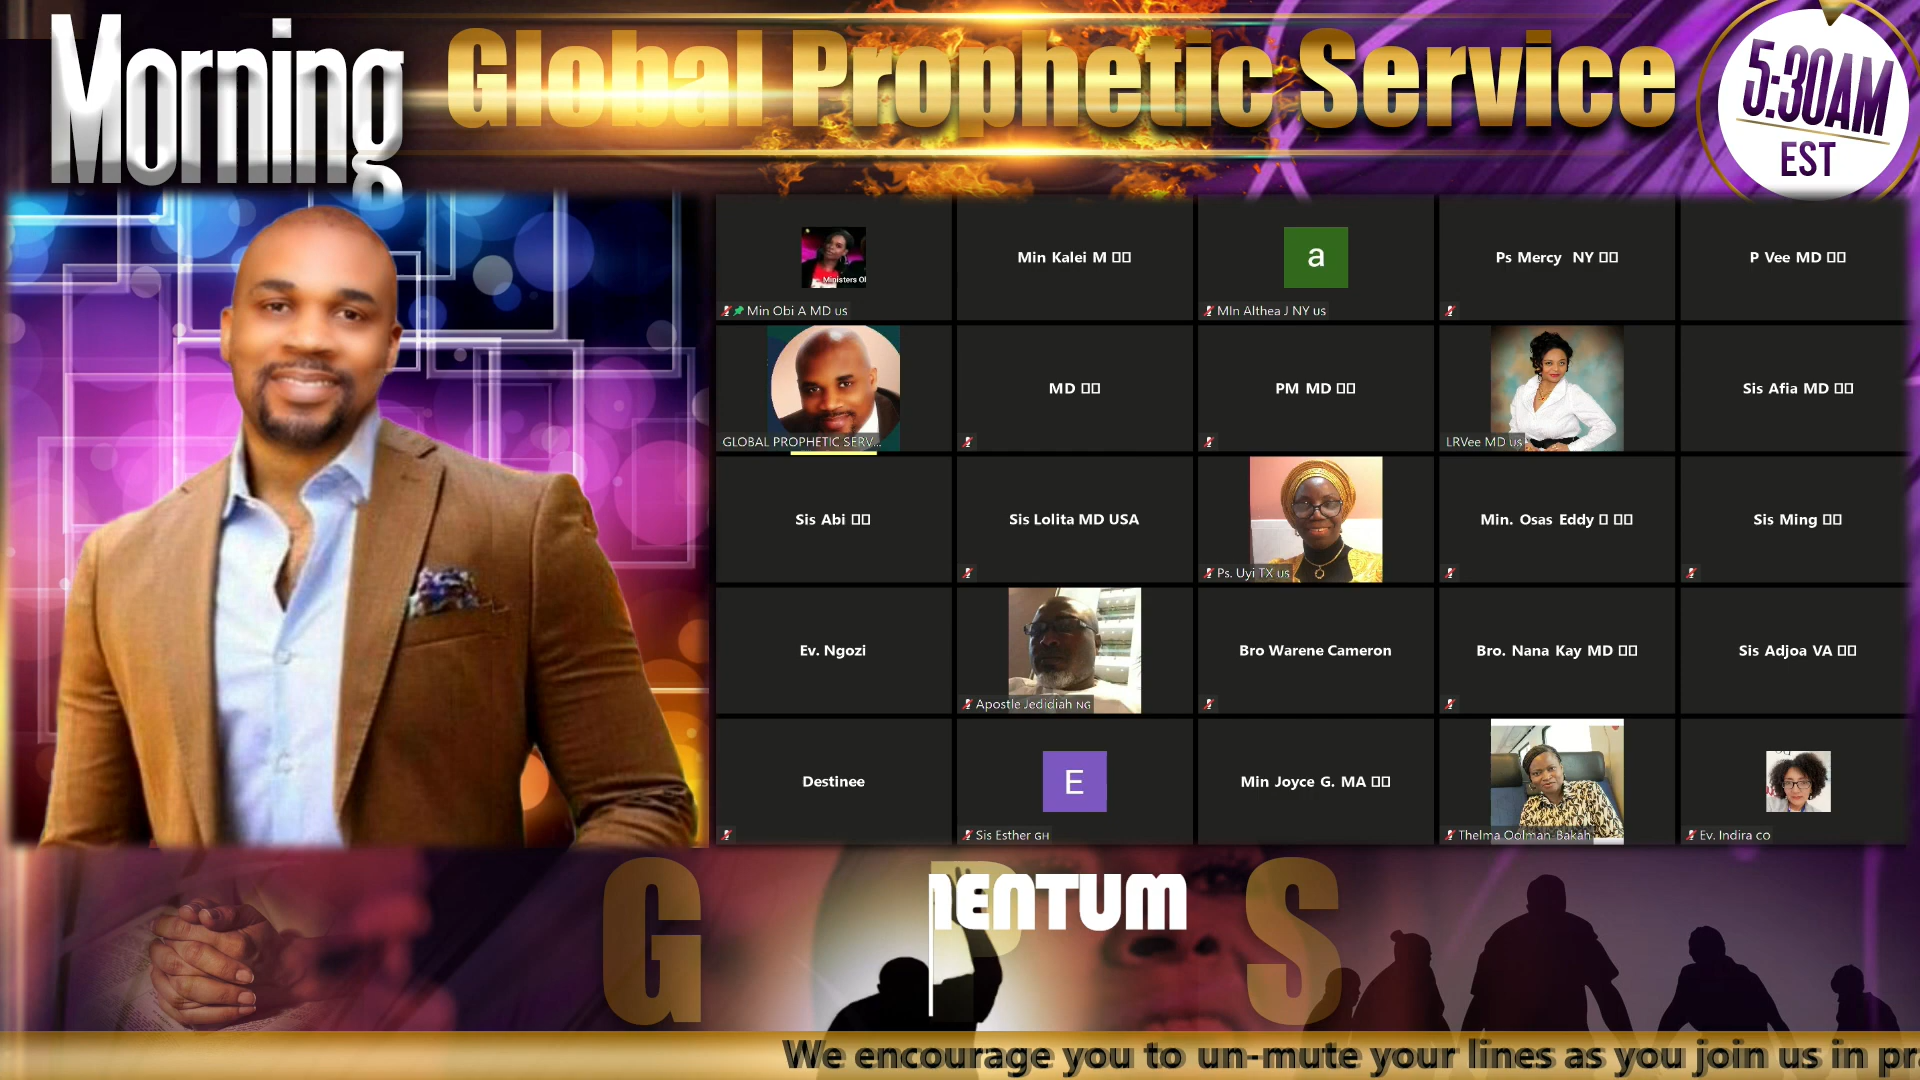 Morning
Global Prophetic Service
5:30AM
EST
Ministers Of
Min Obi A MD us
Min Kalei M
a
MIn Althea J NY us
Ps Mercy NY
P Vee MD
GLOBAL PROPHETIC SERV...
MD
PM MD
LRVee MD us
Sis Afia MD
Sis Abi
Sis Lolita MD USA
Ps. Uyi TX us
Min. Osas Eddy
Sis Ming
Ev. Ngozi
Apostle Jedidiah NG
Bro Warene Cameron
Bro. Nana Kay MD
Sis Adjoa VA
Destinee
E
Sis Esther GH
Min Joyce G. MA
Thelma Oolman-Bakah
Ev. Indira co
G P S
MENTUM
We encourage you to un-mute your lines as you join us in pr